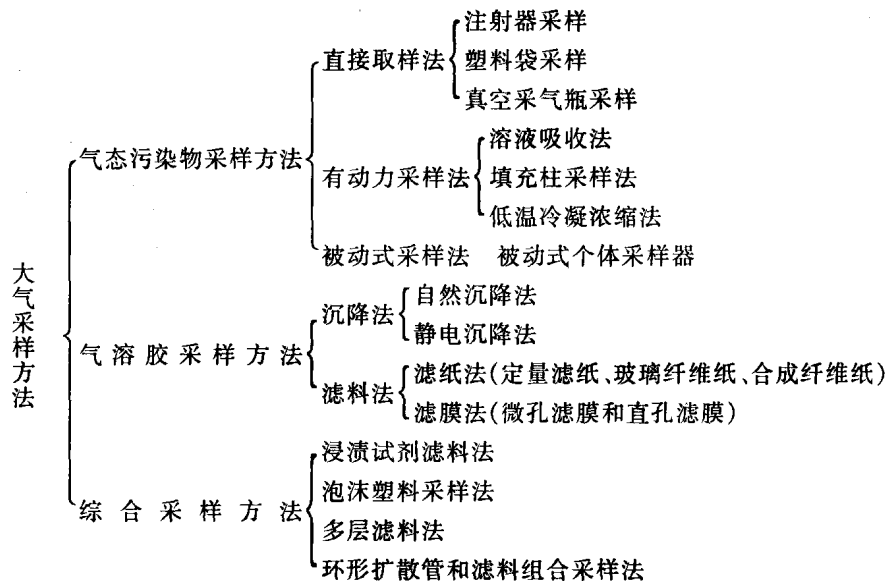 注射器采样
直接取样法
塑料袋采样
真空采气瓶采样
气态污染物采样方法
溶液吸收法
有动力采样法
填充柱采样法
低温冷凝浓缩法
被动式采样法 被动式个体采样器
大气采样方法
自然沉降法
沉降法
静电沉降法
气溶胶采样方法
滤纸法(定量滤纸、玻璃纤维纸、合成纤维纸)
滤料法
滤膜法(微孔滤膜和直孔滤膜)
浸渍试剂滤料法
泡沫塑料采样法
综合采样方法
多层滤料法
环形扩散管和滤料组合采样法